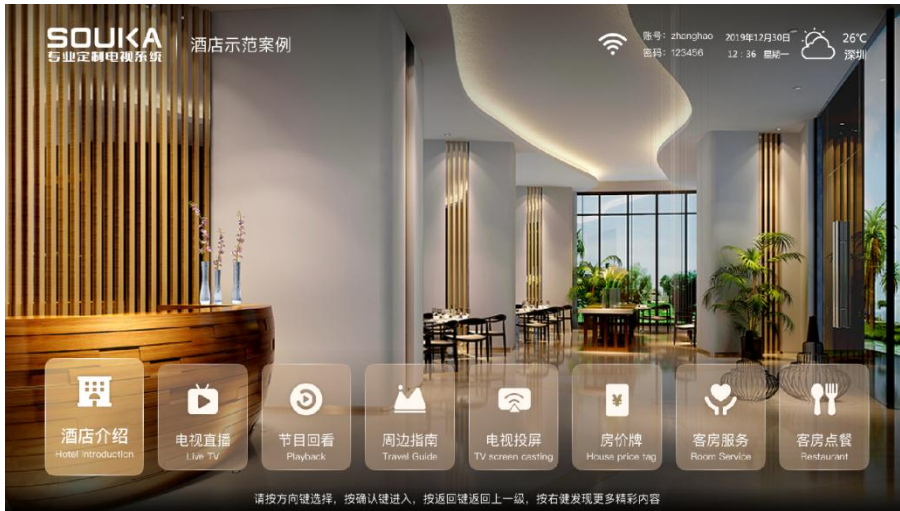 SOUKA
专业定制电视系统
酒店示范案例
账号：zhonghao
密码：123456
2019年12月30日
12：36 星期一
26℃
深圳
酒店介绍
Hotel Introduction
电视直播
Live TV
节目回看
Playback
周边指南
Travel Guide
电视投屏
TV screen casting
¥
房价牌
House price tag
客房服务
Room Service
客房点餐
Restaurant
请按方向键选择，按确认键进入，按返回键返回上一级，按右键发现更多精彩内容